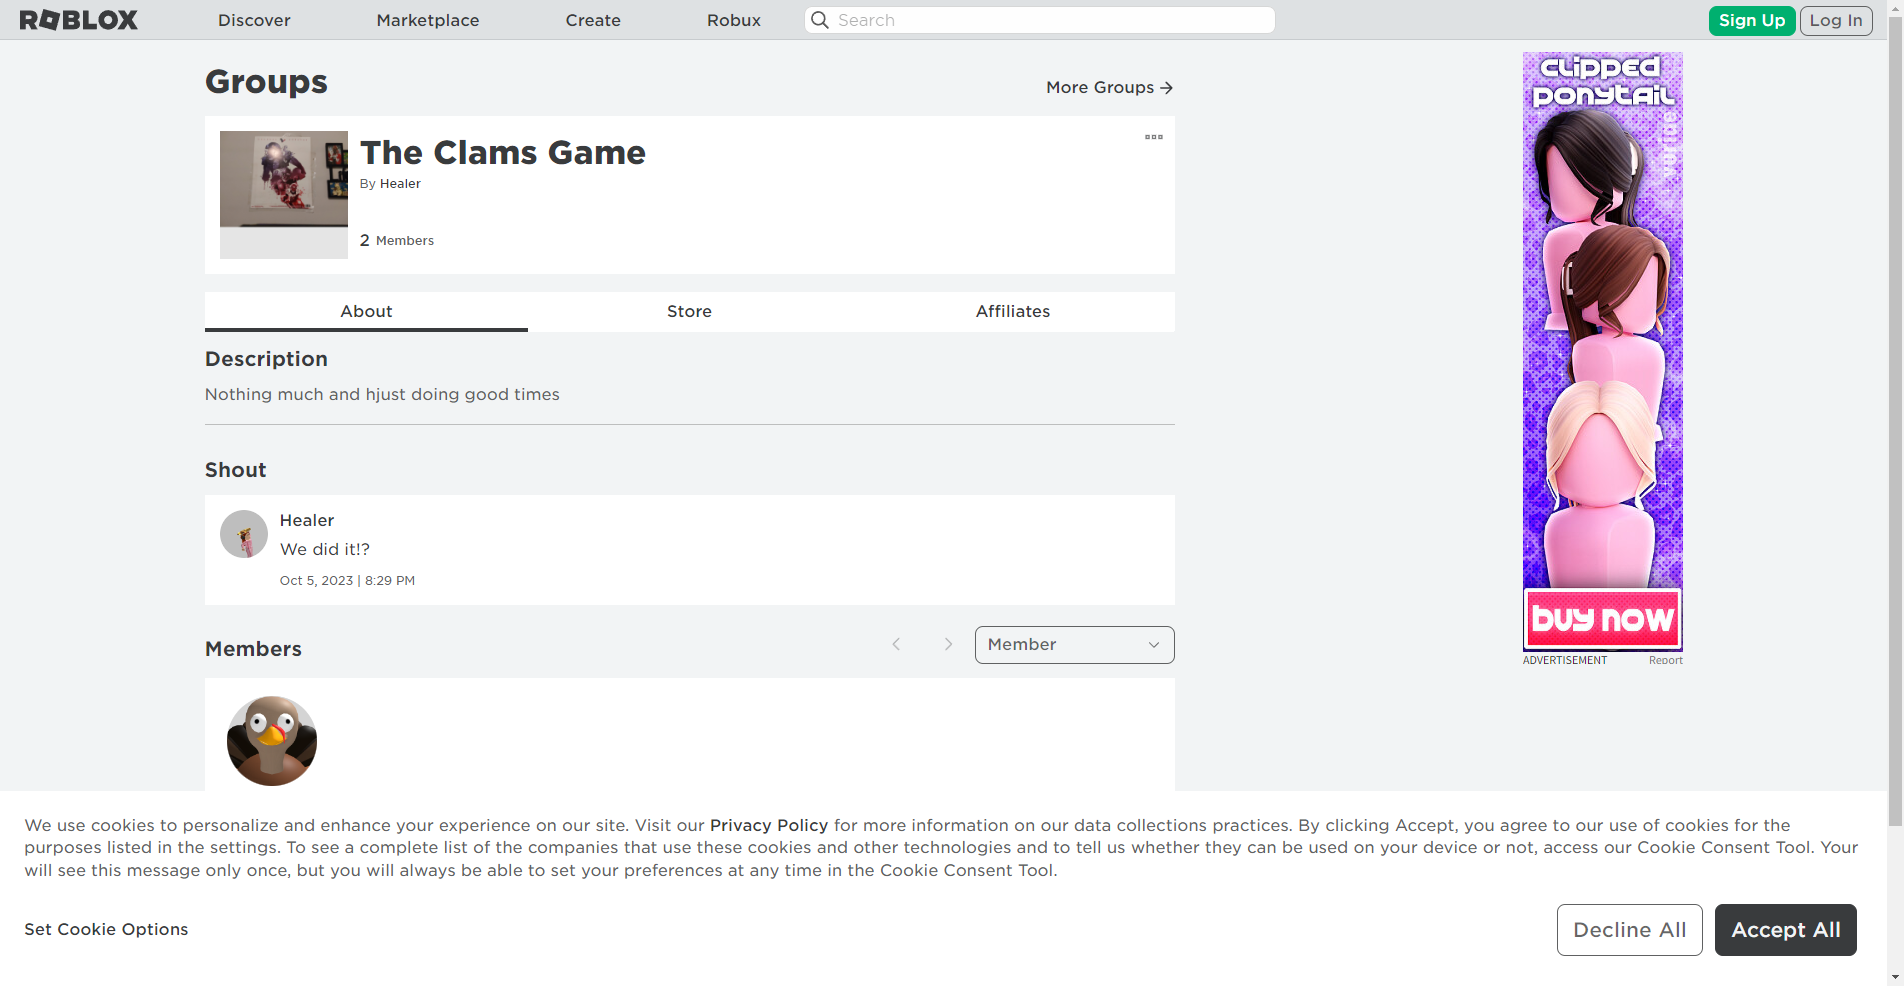 ROBLOX
Discover
Marketplace
Create
Robux
Search
Sign Up
Log In
Groups
More Groups
The Clams Game
By Healer
2 Members
About
Store
Affiliates
Description
Nothing much and hjust doing good times
Shout
Healer
We did it!?
Oct 5, 2023 | 8:29 PM
Members
Member
CLIPPED
PONYTAIL
buy now
ADVERTISEMENT
Report
We use cookies to personalize and enhance your experience on our site. Visit our Privacy Policy for more information on our data collections practices. By clicking Accept, you agree to our use of cookies for the
purposes listed in the settings. To see a complete list of the companies that use these cookies and other technologies and to tell us whether they can be used on your device or not, access our Cookie Consent Tool. Your
will see this message only once, but you will always be able to set your preferences at any time in the Cookie Consent Tool.
Set Cookie Options
Decline All
Accept All